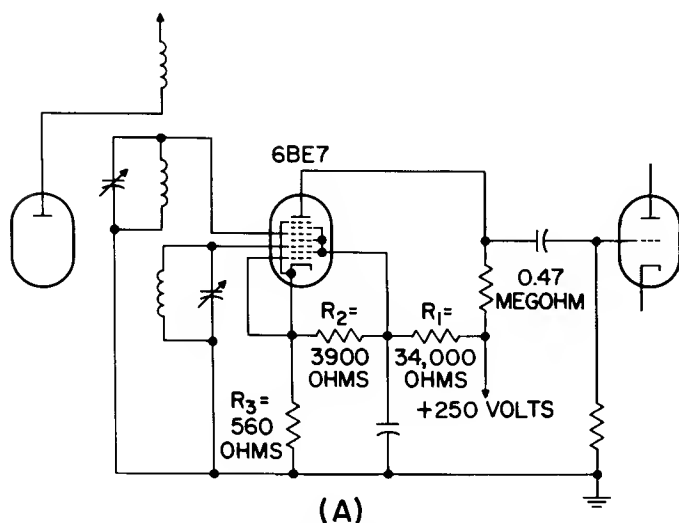 6BE7
0.47
MEGOHM
R2=
3900
OHMS
R1=
34,000
OHMS
+250 VOLTS
R3=
560
OHMS
(A)